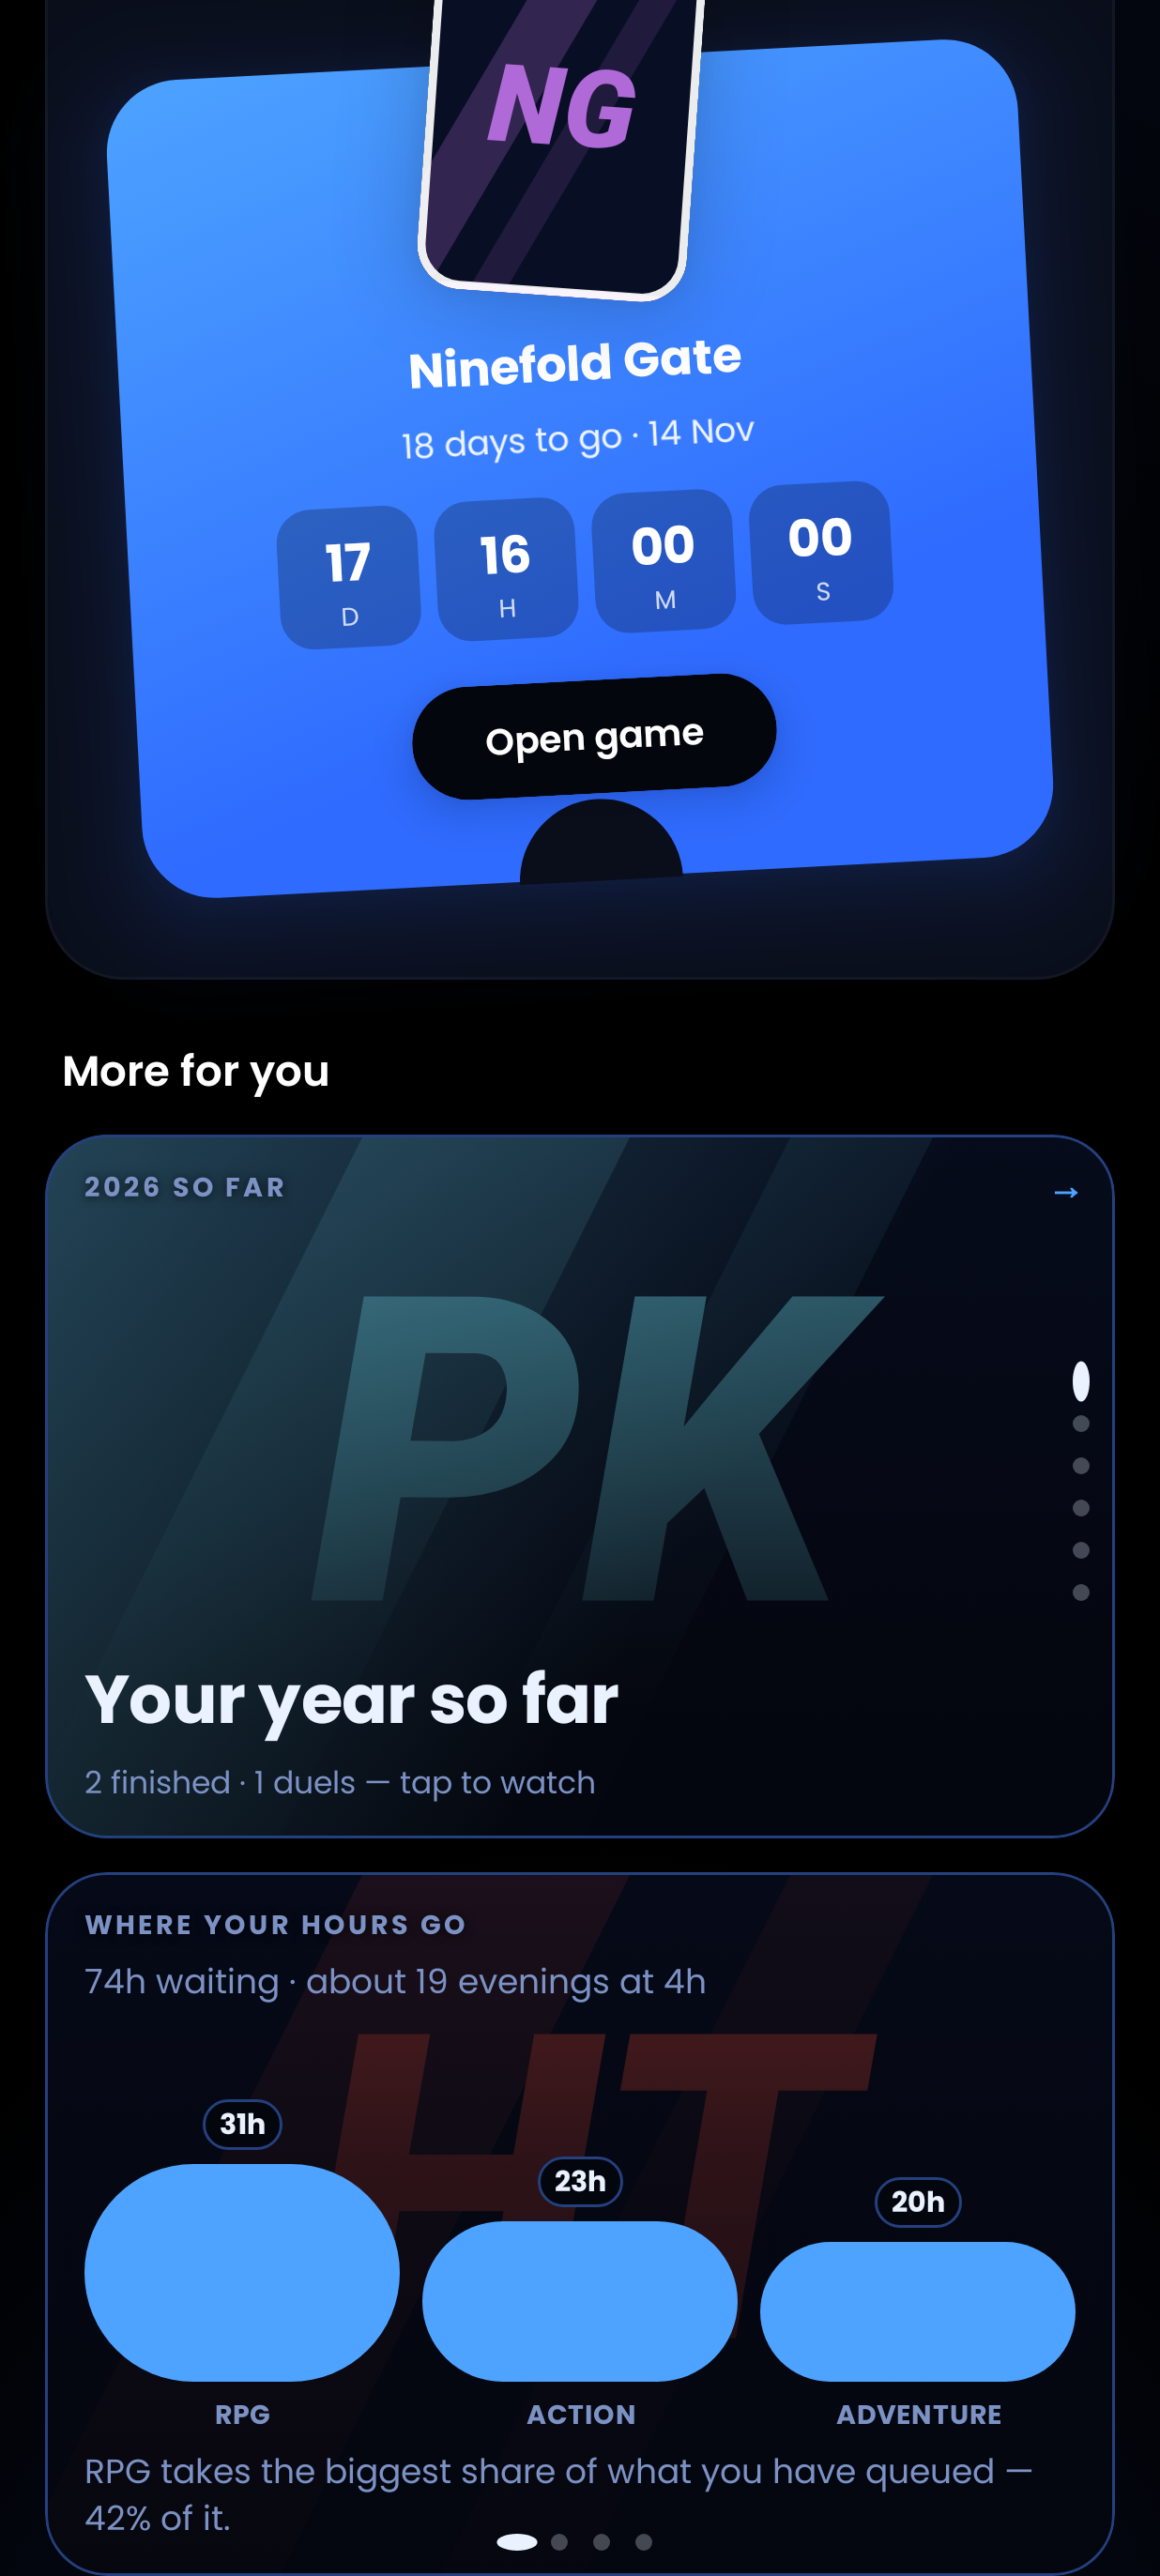 NG
Ninefold Gate
18 days to go · 14 Nov
17 16 00 00
D H M S
Open game
More for you
2026 SO FAR →
PK
Your year so far
2 finished · 1 duels — tap to watch
WHERE YOUR HOURS GO
74h waiting · about 19 evenings at 4h
HT
31h 23h 20h
RPG ACTION ADVENTURE
RPG takes the biggest share of what you have queued —
42% of it.